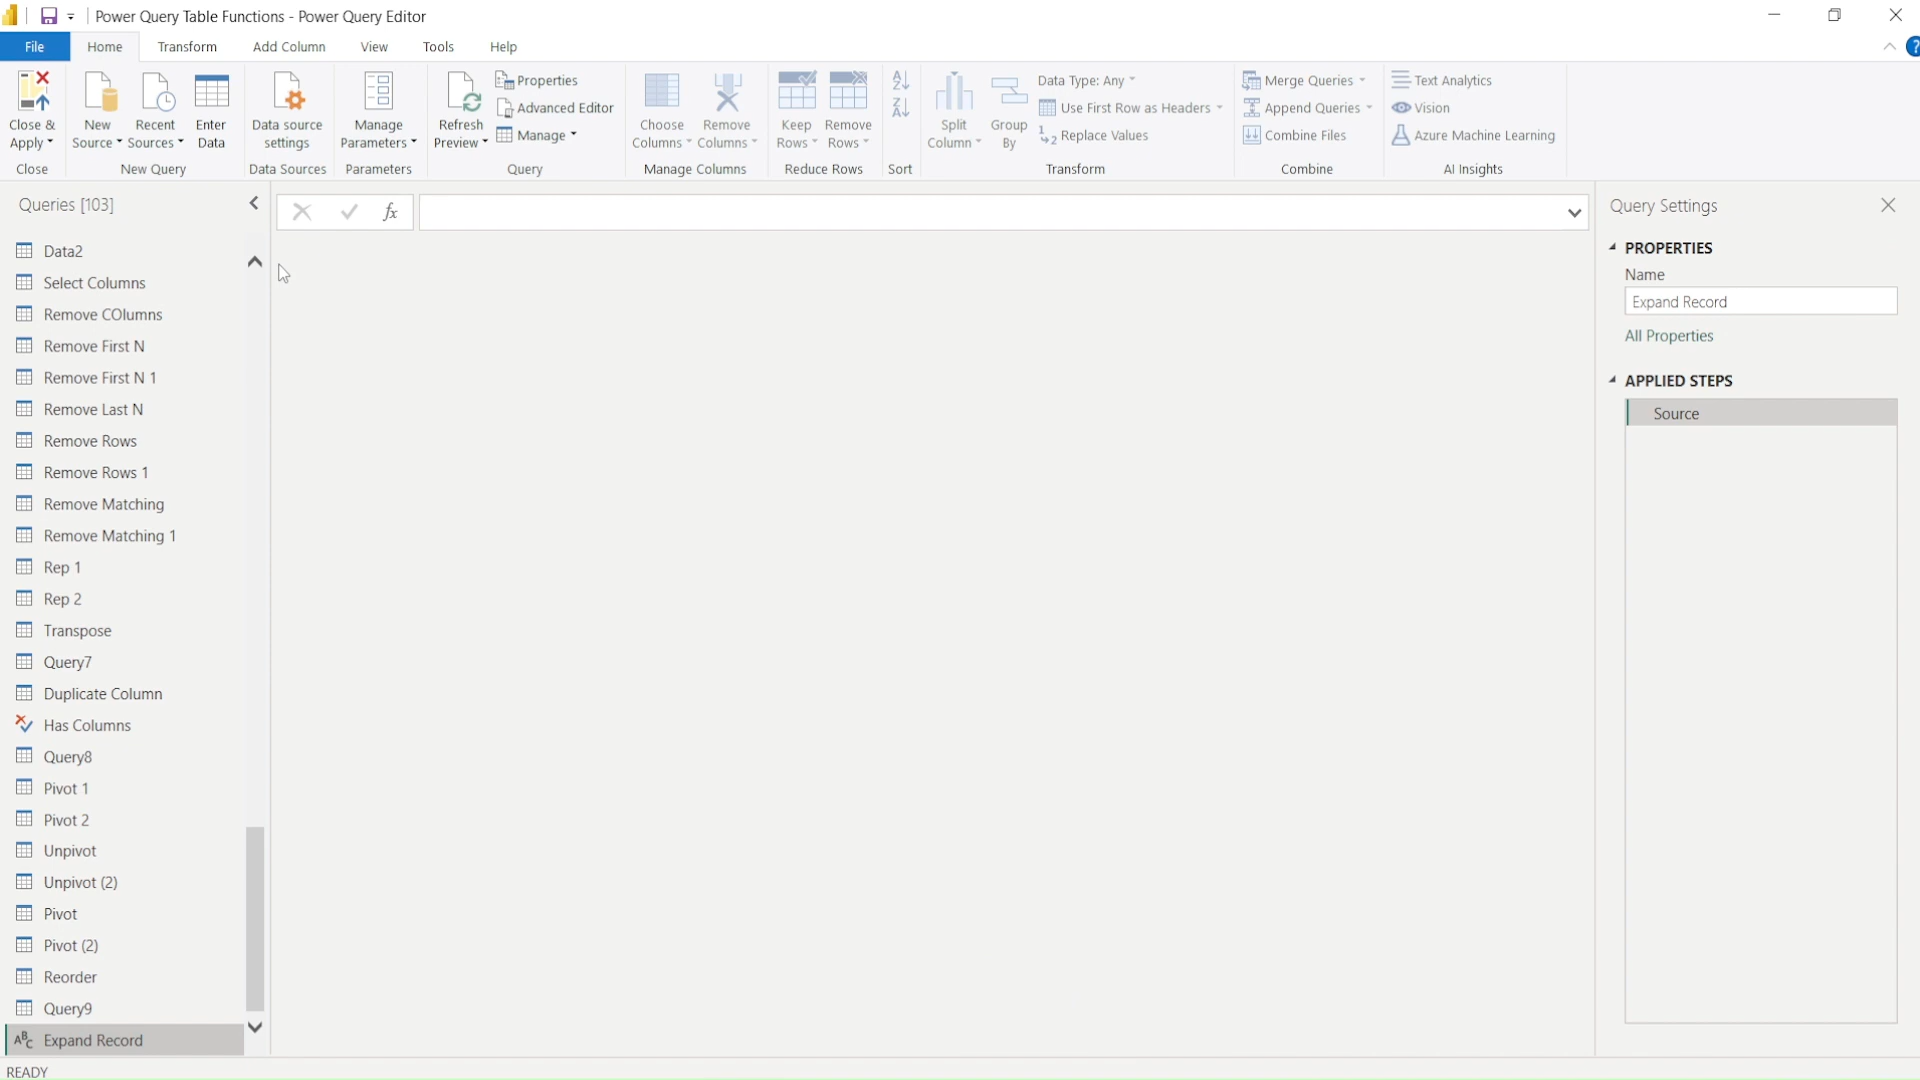 Power Query Table Functions - Power Query Editor
File Home Transform Add Column View Tools Help
Close & Apply
New Source
Recent Sources
Enter Data
Data source settings
Manage Parameters
Refresh Preview
Properties
Advanced Editor
Manage
Choose Columns
Remove Columns
Keep Rows
Remove Rows
Split Column
Group By
Data Type: Any
Use First Row as Headers
Replace Values
Merge Queries
Append Queries
Combine Files
Text Analytics
Vision
Azure Machine Learning
Close New Query Data Sources Parameters Query Manage Columns Reduce Rows Sort Transform Combine AI Insights
Queries [103]
fx
Data2
Select Columns
Remove COlumns
Remove First N
Remove First N 1
Remove Last N
Remove Rows
Remove Rows 1
Remove Matching
Remove Matching 1
Rep 1
Rep 2
Transpose
Query7
Duplicate Column
Has Columns
Query8
Pivot 1
Pivot 2
Unpivot
Unpivot (2)
Pivot
Pivot (2)
Reorder
Query9
ABC Expand Record
Query Settings
PROPERTIES
Name
Expand Record
All Properties
APPLIED STEPS
Source
READY